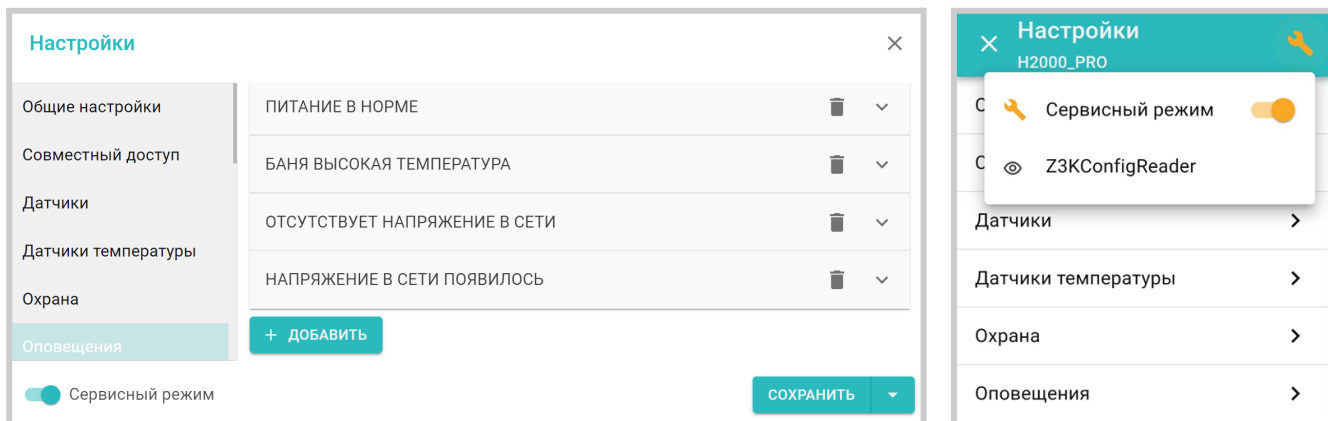 Настройки
Общие настройки
Совместный доступ
Датчики
Датчики температуры
Охрана
Оповещения
ПИТАНИЕ В НОРМЕ
БАНЯ ВЫСОКАЯ ТЕМПЕРАТУРА
ОТСУТСТВУЕТ НАПРЯЖЕНИЕ В СЕТИ
НАПРЯЖЕНИЕ В СЕТИ ПОЯВИЛОСЬ
+ ДОБАВИТЬ
Сервисный режим
СОХРАНИТЬ
Настройки
H2000_PRO
Сервисный режим
Z3KConfigReader
Датчики
Датчики температуры
Охрана
Оповещения